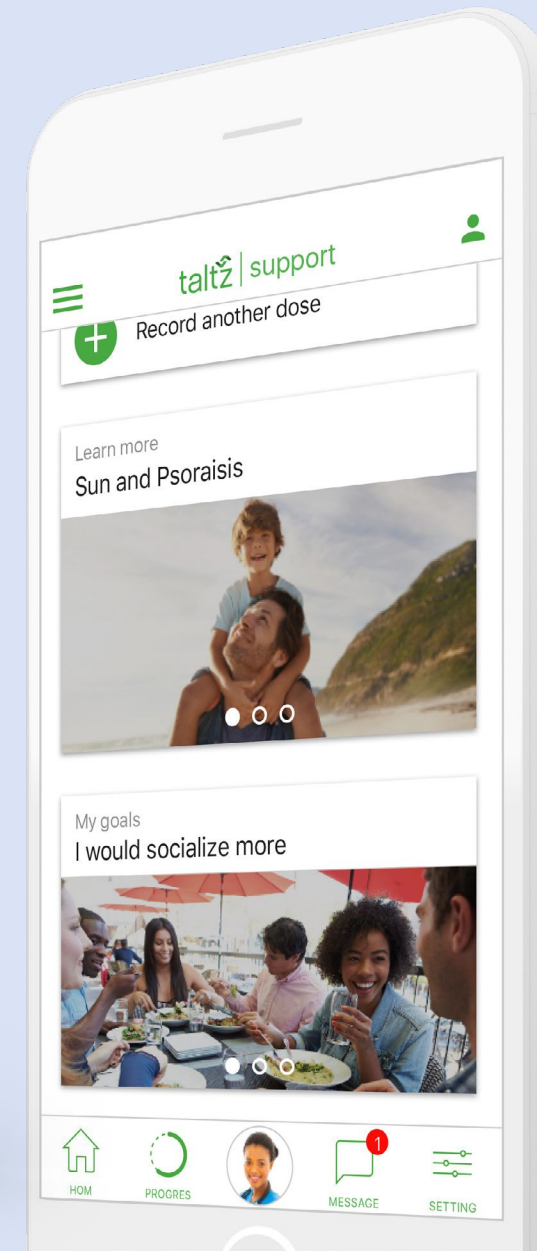 taltz | support
Record another dose
Learn more
Sun and Psoraisis
My goals
I would socialize more
1
HOM
PROGRES
MESSAGE
SETTING